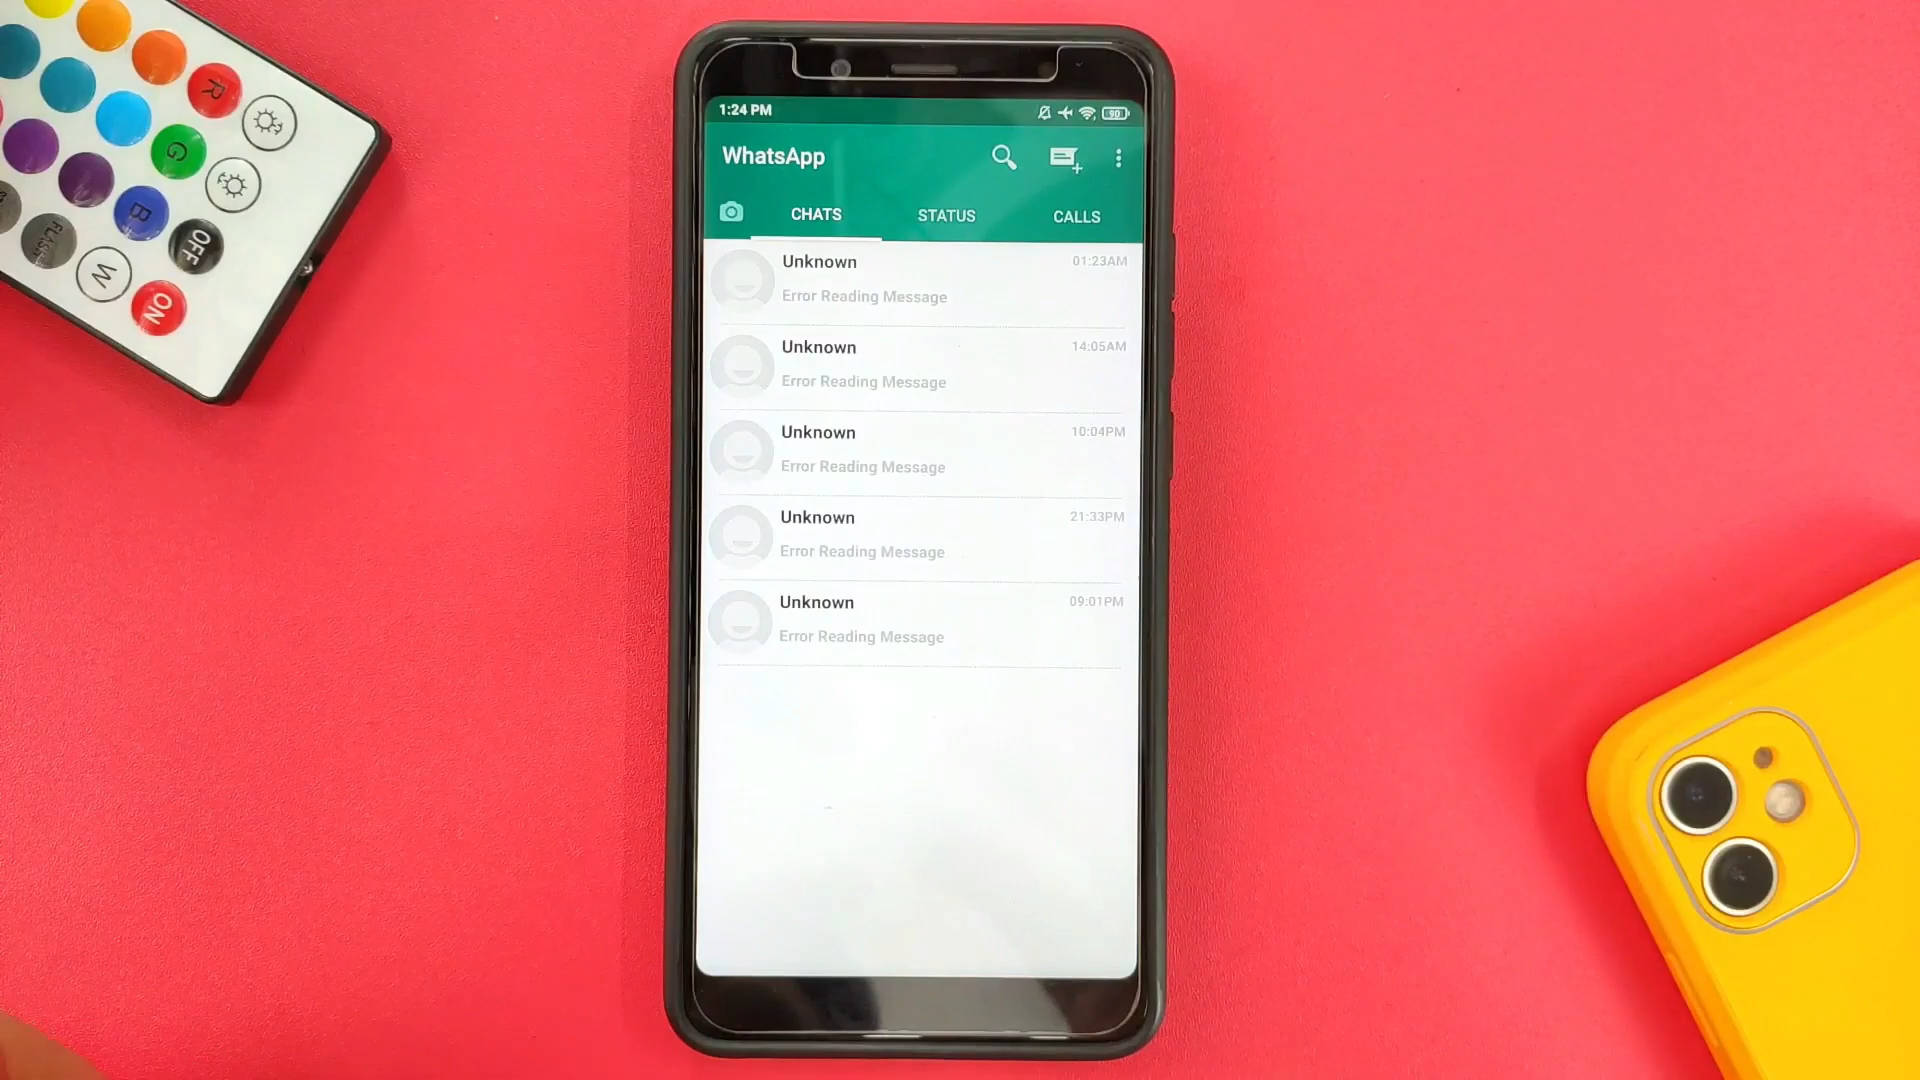 R
G
B
OFF
FLASH
W
ON
1:24 PM
90
WhatsApp
CHATS STATUS CALLS
Unknown 01:23AM
Error Reading Message
Unknown 14:05AM
Error Reading Message
Unknown 10:04PM
Error Reading Message
Unknown 21:33PM
Error Reading Message
Unknown 09:01PM
Error Reading Message